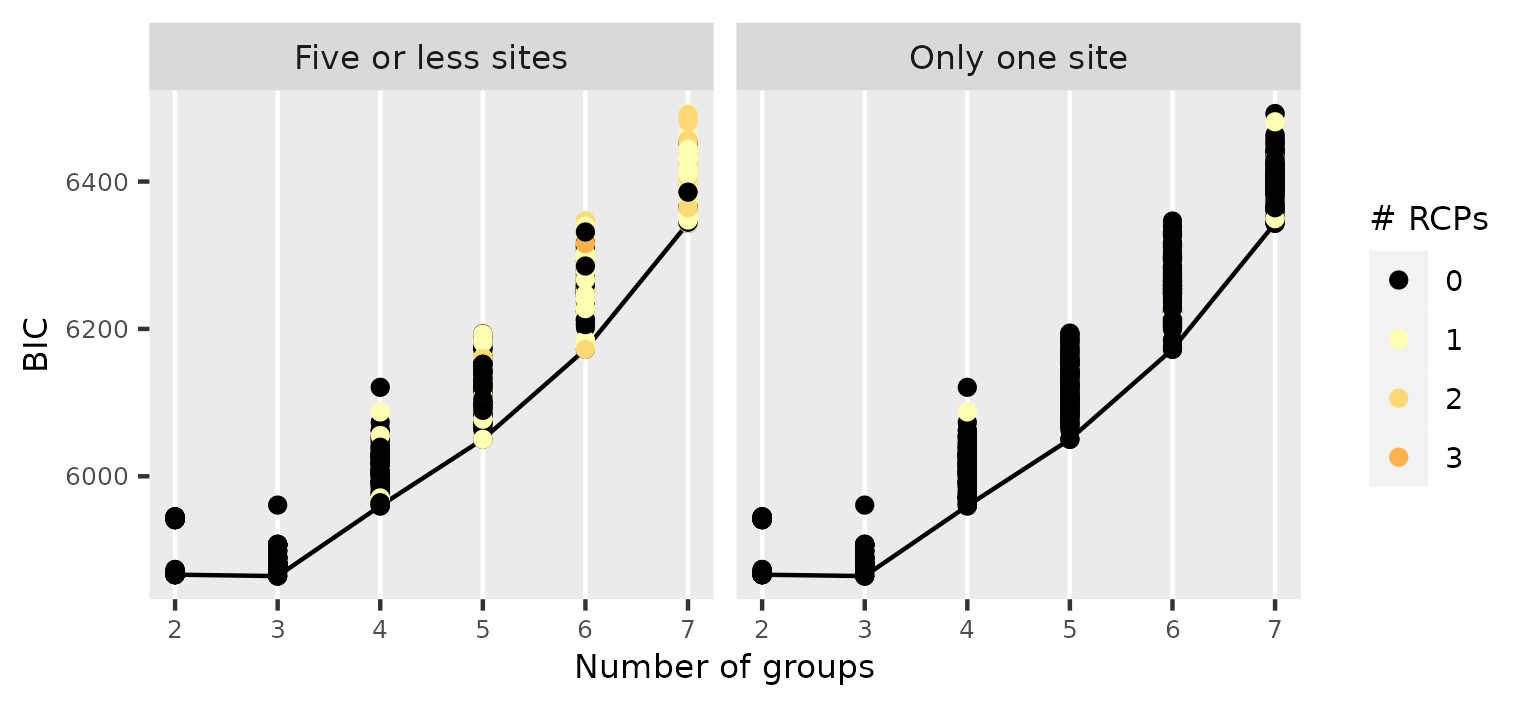 Five or less sites
Only one site
BIC
6400
6200
6000
2 3 4 5 6 7
2 3 4 5 6 7
Number of groups
# RCPs
0
1
2
3